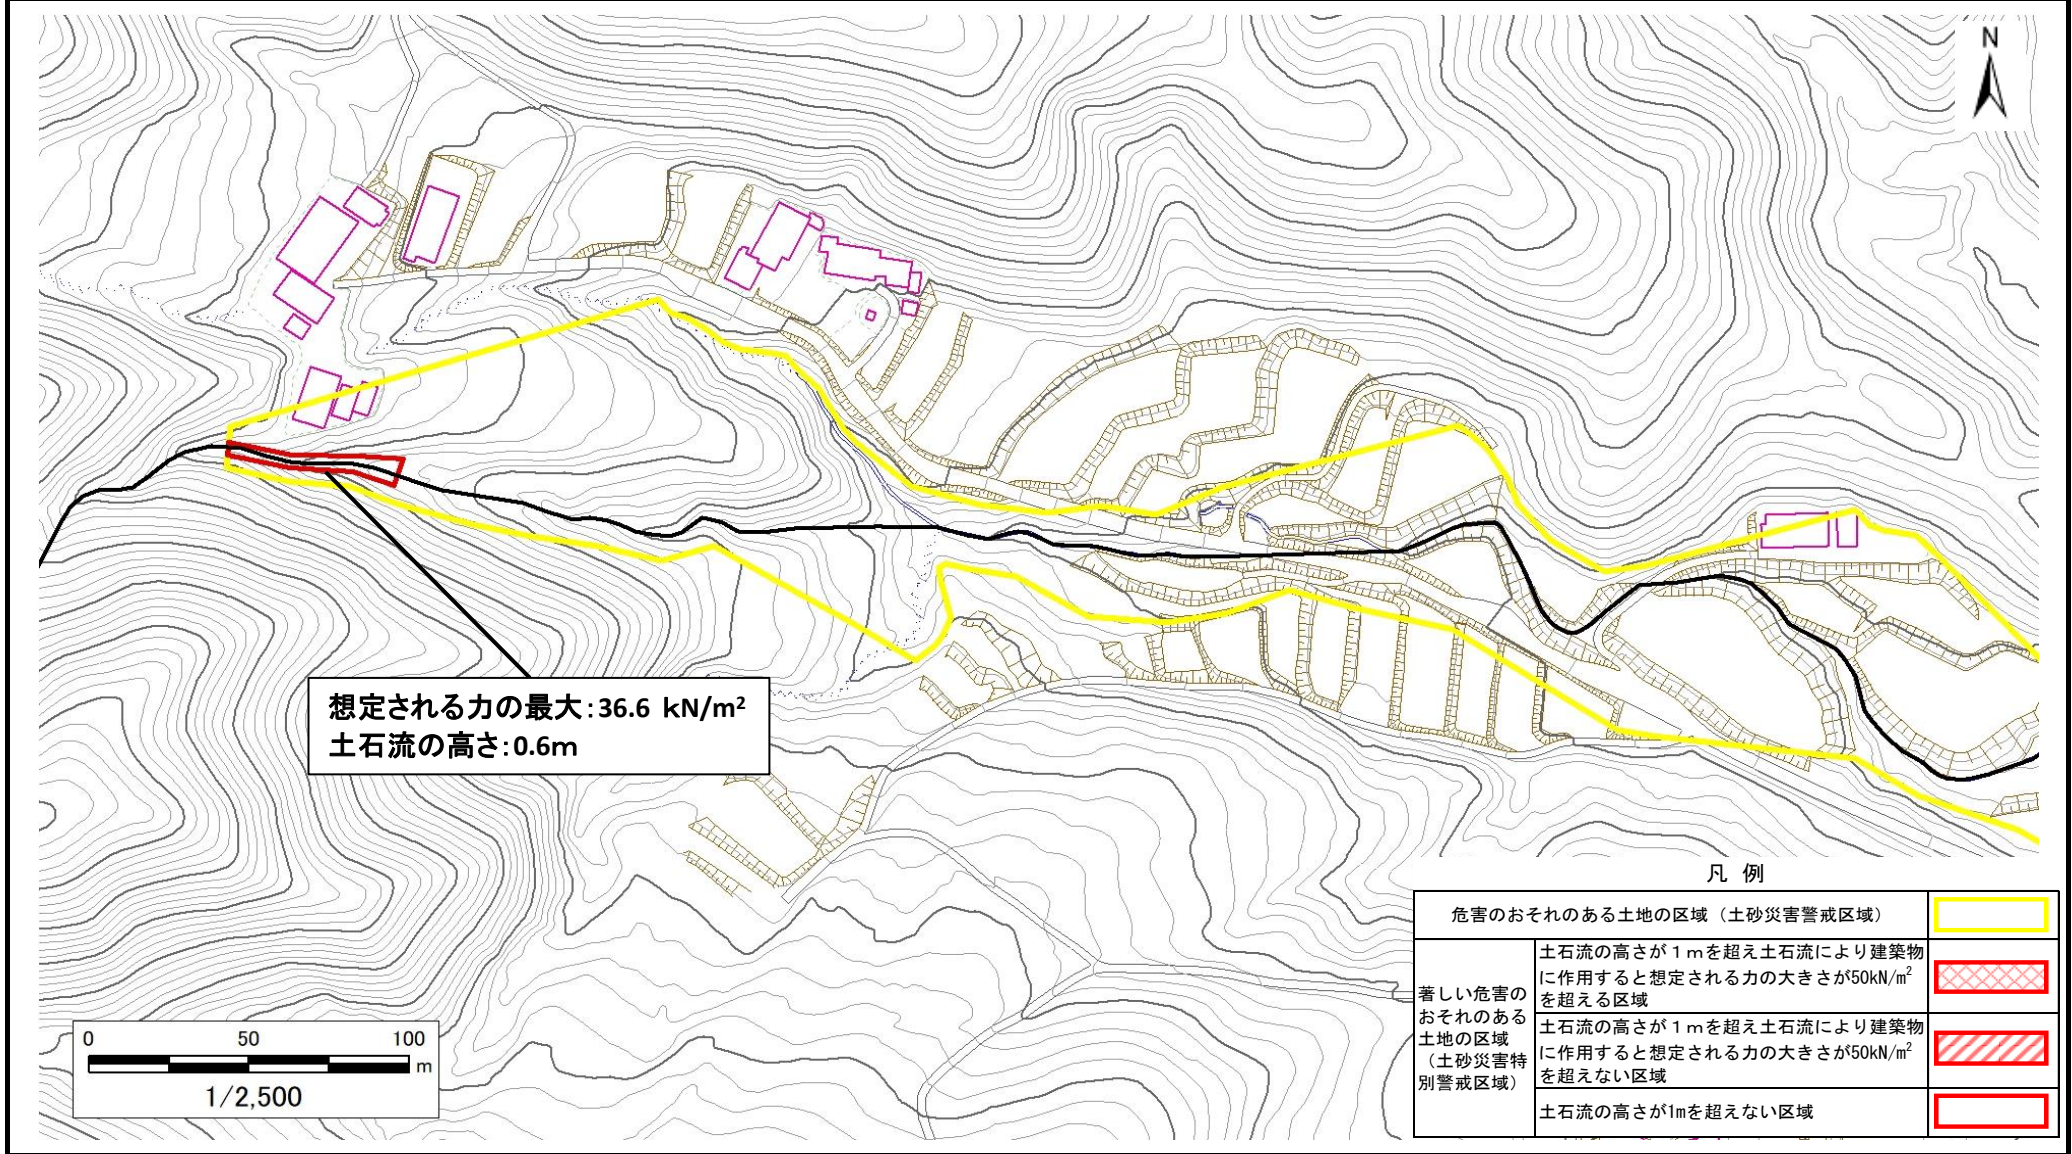 N
想定される力の最大：36.6 kN/m²
土石流の高さ：0.6m
凡 例
危害のおそれのある土地の区域（土砂災害警戒区域）
著しい危害の
おそれのある
土地の区域
（土砂災害特
別警戒区域）
土石流の高さが１ｍを超え土石流により建築物
に作用すると想定される力の大きさが50kN/m²
を超える区域
土石流の高さが１ｍを超え土石流により建築物
に作用すると想定される力の大きさが50kN/m²
を超えない区域
土石流の高さが1mを超えない区域
0 50 100
m
1/2,500